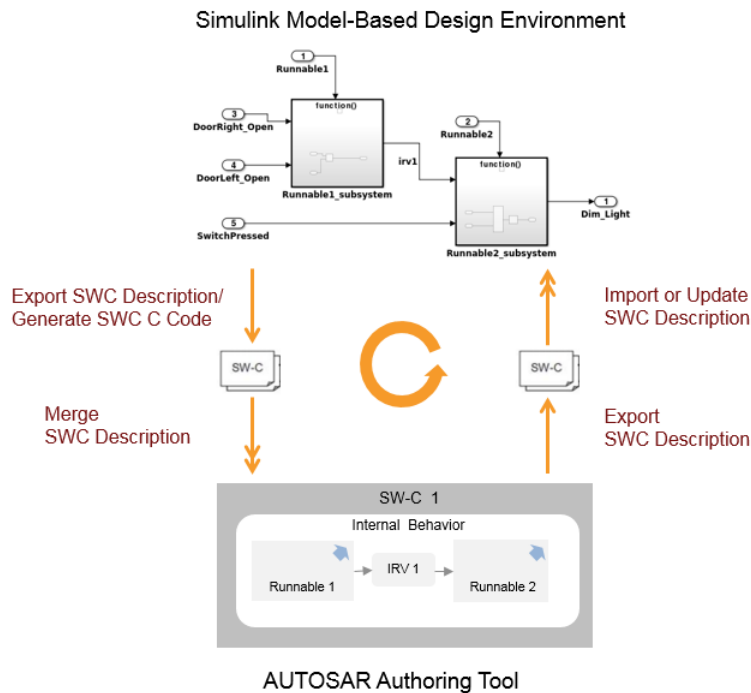 Simulink Model-Based Design Environment
1
Runnable1
function()
3
DoorRight_Open
2
Runnable2
4
DoorLeft_Open
irv1
function()
Runnable1_subsystem
1
Dim_Light
5
SwitchPressed
Runnable2_subsystem
Export SWC Description/
Generate SWC C Code
Import or Update
SWC Description
SW-C
SW-C
Merge
SWC Description
Export
SWC Description
SW-C 1
Internal Behavior
Runnable 1
IRV 1
Runnable 2
AUTOSAR Authoring Tool